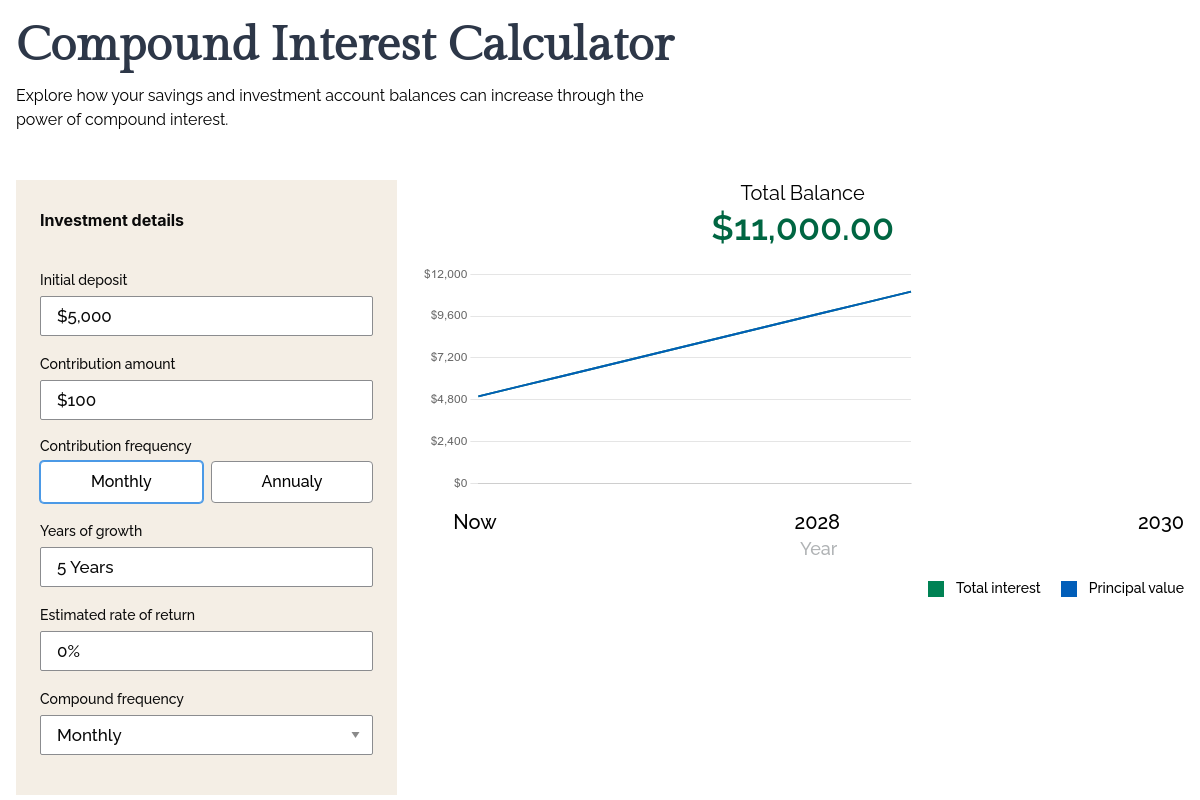 Compound Interest Calculator
Explore how your savings and investment account balances can increase through the
power of compound interest.
Investment details
Initial deposit
$5,000
Contribution amount
$100
Contribution frequency
Monthly
Annualy
Years of growth
5 Years
Estimated rate of return
0%
Compound frequency
Monthly
Total Balance
$11,000.00
$12,000
$9,600
$7,200
$4,800
$2,400
$0
Now 2028 2030
Year
Total interest Principal value